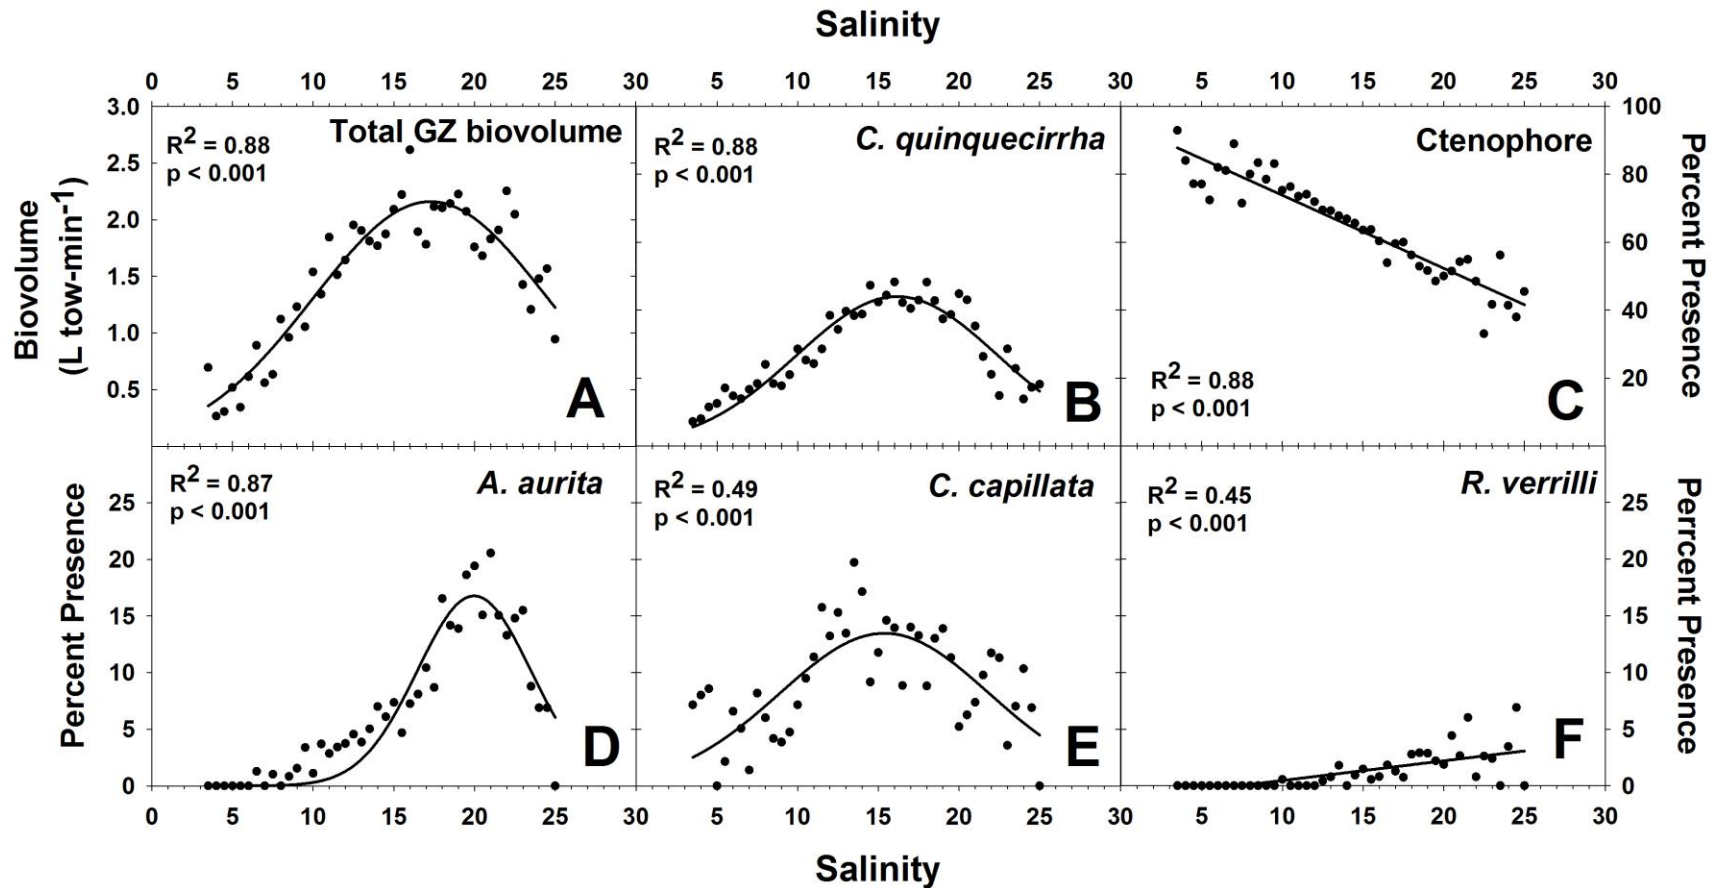 Salinity
0 5 10 15 20 25 30 5 10 15 20 25 30 5 10 15 20 25 30
3.0
2.5
2.0
1.5
1.0
0.5
Biovolume
(L tow-min-1)
R2 = 0.88
p < 0.001
Total GZ biovolume
A
R2 = 0.88
p < 0.001
C. quinquecirrha
B
Ctenophore
R2 = 0.88
p < 0.001
C
100
80
60
40
20
Percent Presence
Percent Presence
25
20
15
10
5
0
R2 = 0.87
p < 0.001
A. aurita
D
R2 = 0.49
p < 0.001
C. capillata
E
R2 = 0.45
p < 0.001
R. verrilli
F
25
20
15
10
5
0
Perrcent Presence
0 5 10 15 20 25 30 5 10 15 20 25 30 5 10 15 20 25 30
Salinity